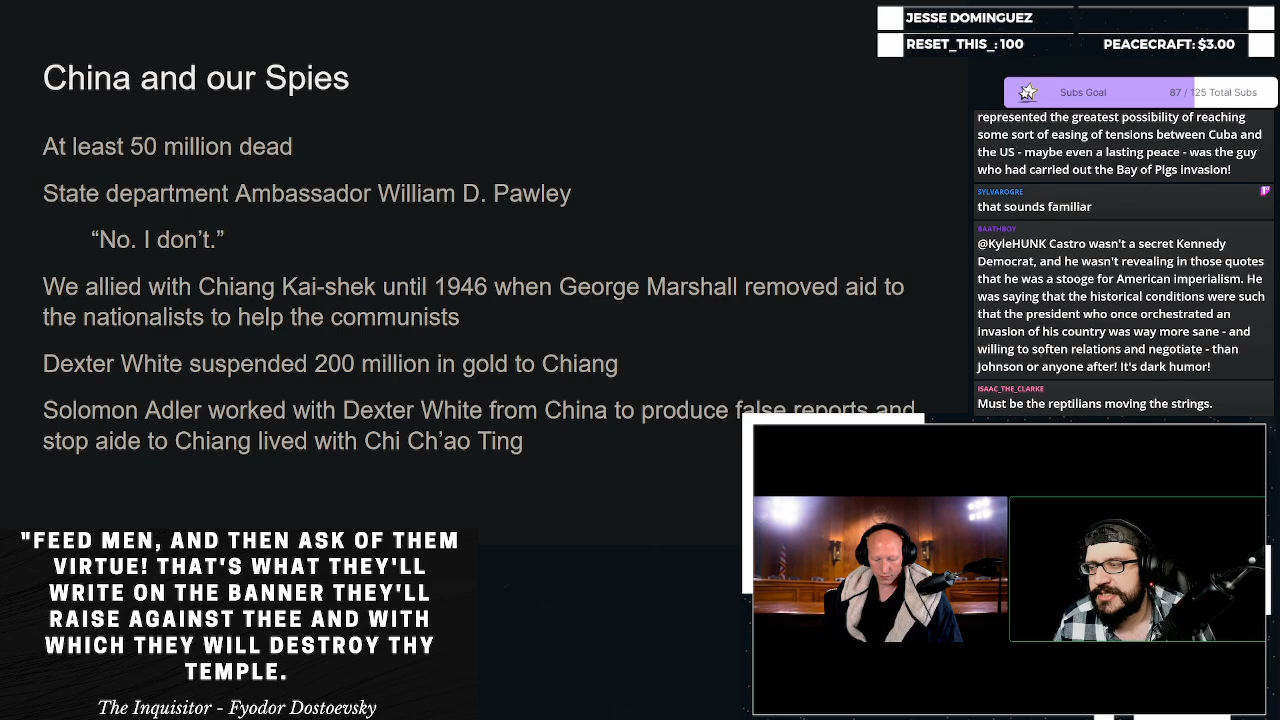 China and our Spies
At least 50 million dead
State department Ambassador William D. Pawley
“No. I don’t.”
We allied with Chiang Kai-shek until 1946 when George Marshall removed aid to
the nationalists to help the communists
Dexter White suspended 200 million in gold to Chiang
Solomon Adler worked with Dexter White from China to produce false reports and
stop aide to Chiang lived with Chi Ch’ao Ting
"FEED MEN, AND THEN ASK OF THEM
VIRTUE! THAT'S WHAT THEY'LL
WRITE ON THE BANNER THEY'LL
RAISE AGAINST THEE AND WITH
WHICH THEY WILL DESTROY THY
TEMPLE.
The Inquisitor - Fyodor Dostoevsky
JESSE DOMINGUEZ
RESET_THIS_: 100
PEACECRAFT: $3.00
Subs Goal
87 / 125 Total Subs
represented the greatest possibility of reaching
some sort of easing of tensions between Cuba and
the US - maybe even a lasting peace - was the guy
who had carried out the Bay of Pigs invasion!
SYLVAROGRE
that sounds familiar
BAATHBOY
@KyleHUNK Castro wasn't a secret Kennedy
Democrat, and he wasn't revealing in those quotes
that he was a stooge for American imperialism. He
was saying that the historical conditions were such
that the president who once orchestrated an
invasion of his country was way more sane - and
willing to soften relations and negotiate - than
Johnson or anyone after! It's dark humor!
ISAAC_THE_CLARKE
Must be the reptilians moving the strings.